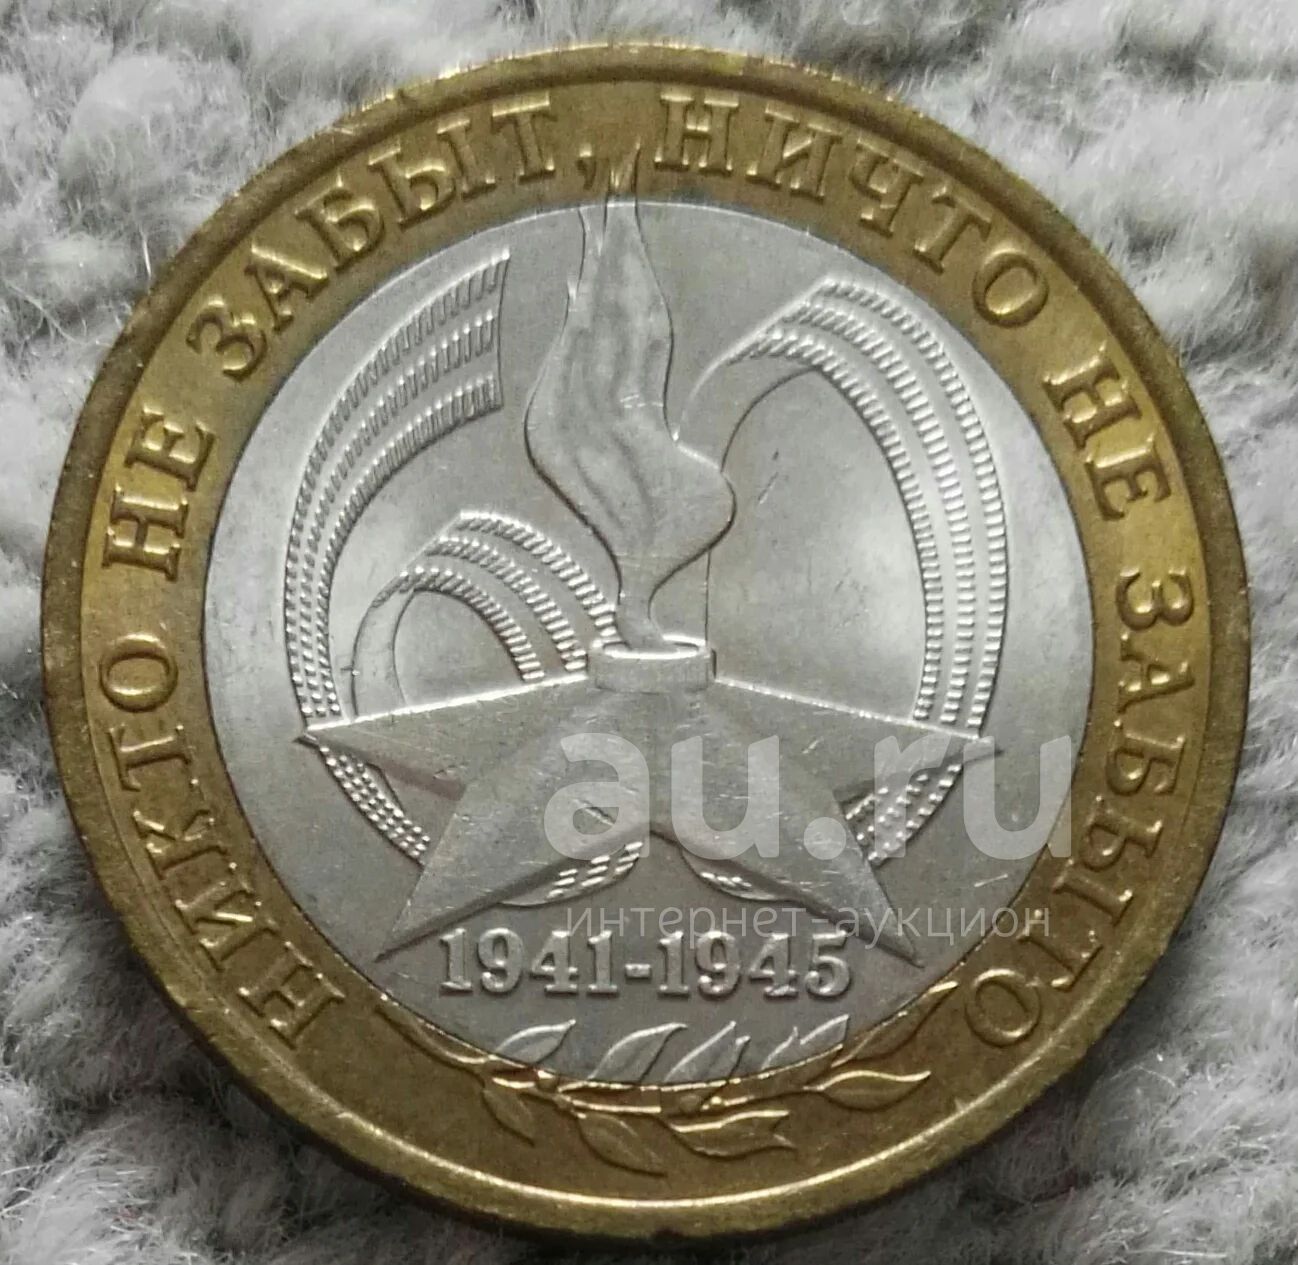 НИКТО НЕ ЗАБЫТ, НИЧТО НЕ ЗАБЫТО
1941-1945
au.ru
интернет-аукцион